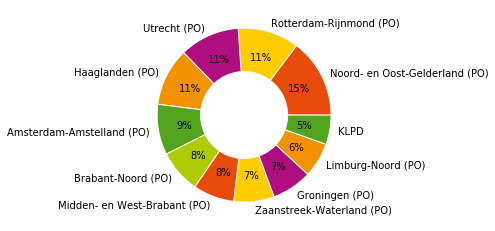 Utrecht (PO)
Rotterdam-Rijnmond (PO)
11%
11%
Haaglanden (PO)
Noord- en Oost-Gelderland (PO)
11%
15%
Amsterdam-Amstelland (PO)
9%
5%
KLPD
8%
6%
Limburg-Noord (PO)
Brabant-Noord (PO)
8%
7%
7%
Groningen (PO)
Midden- en West-Brabant (PO)
Zaanstreek-Waterland (PO)